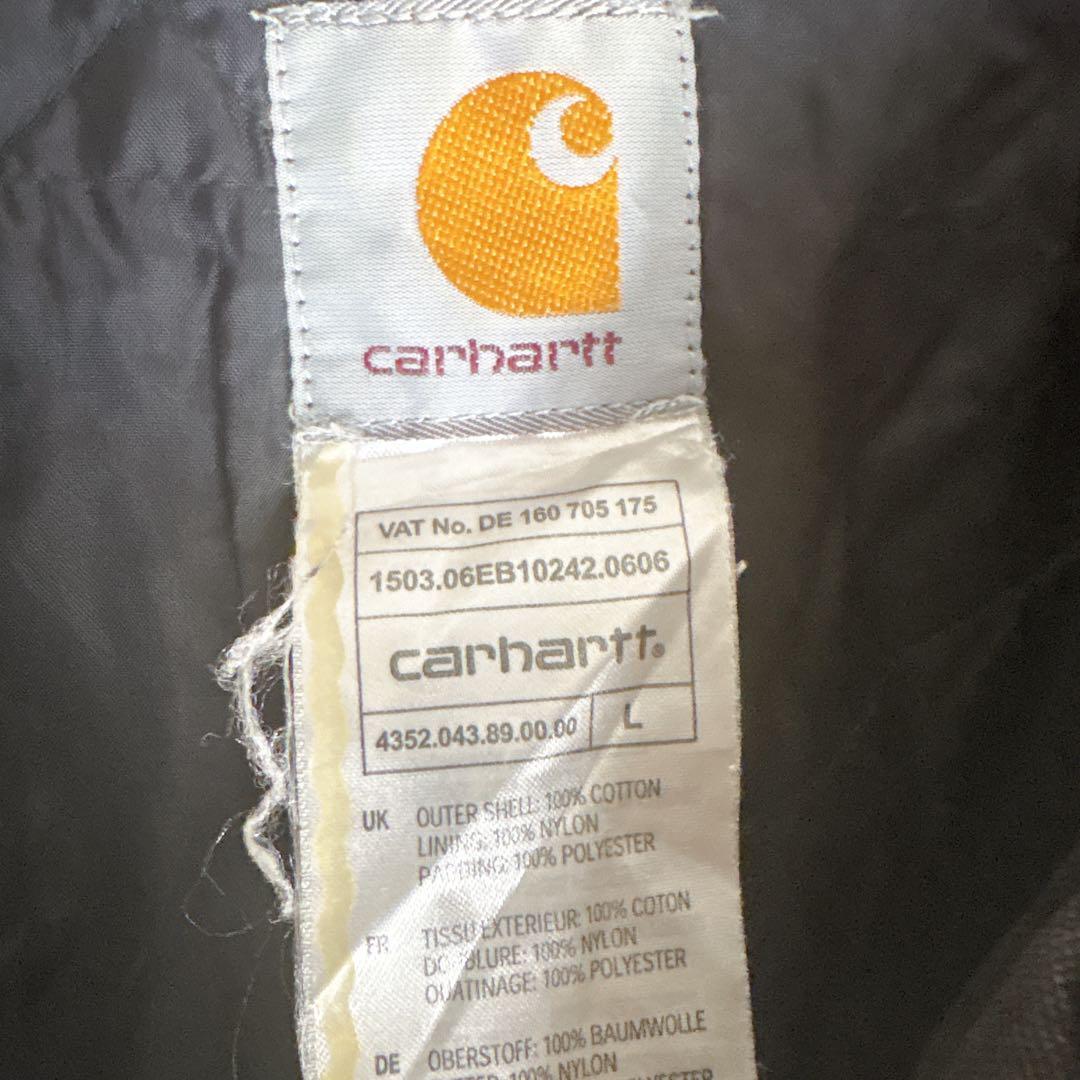 carhartt
VAT No. DE 160 705 175
1503.06EB10242.0606
carhartt®
4352.043.89.00.00 L
UK OUTER SHELL: 100% COTTON
LINING: 100% NYLON
PADDING: 100% POLYESTER
FR TISSU EXTERIEUR: 100% COTON
DOUBLURE: 100% NYLON
OUATINAGE: 100% POLYESTER
DE OBERSTOFF: 100% BAUMWOLLE
100% NYLON